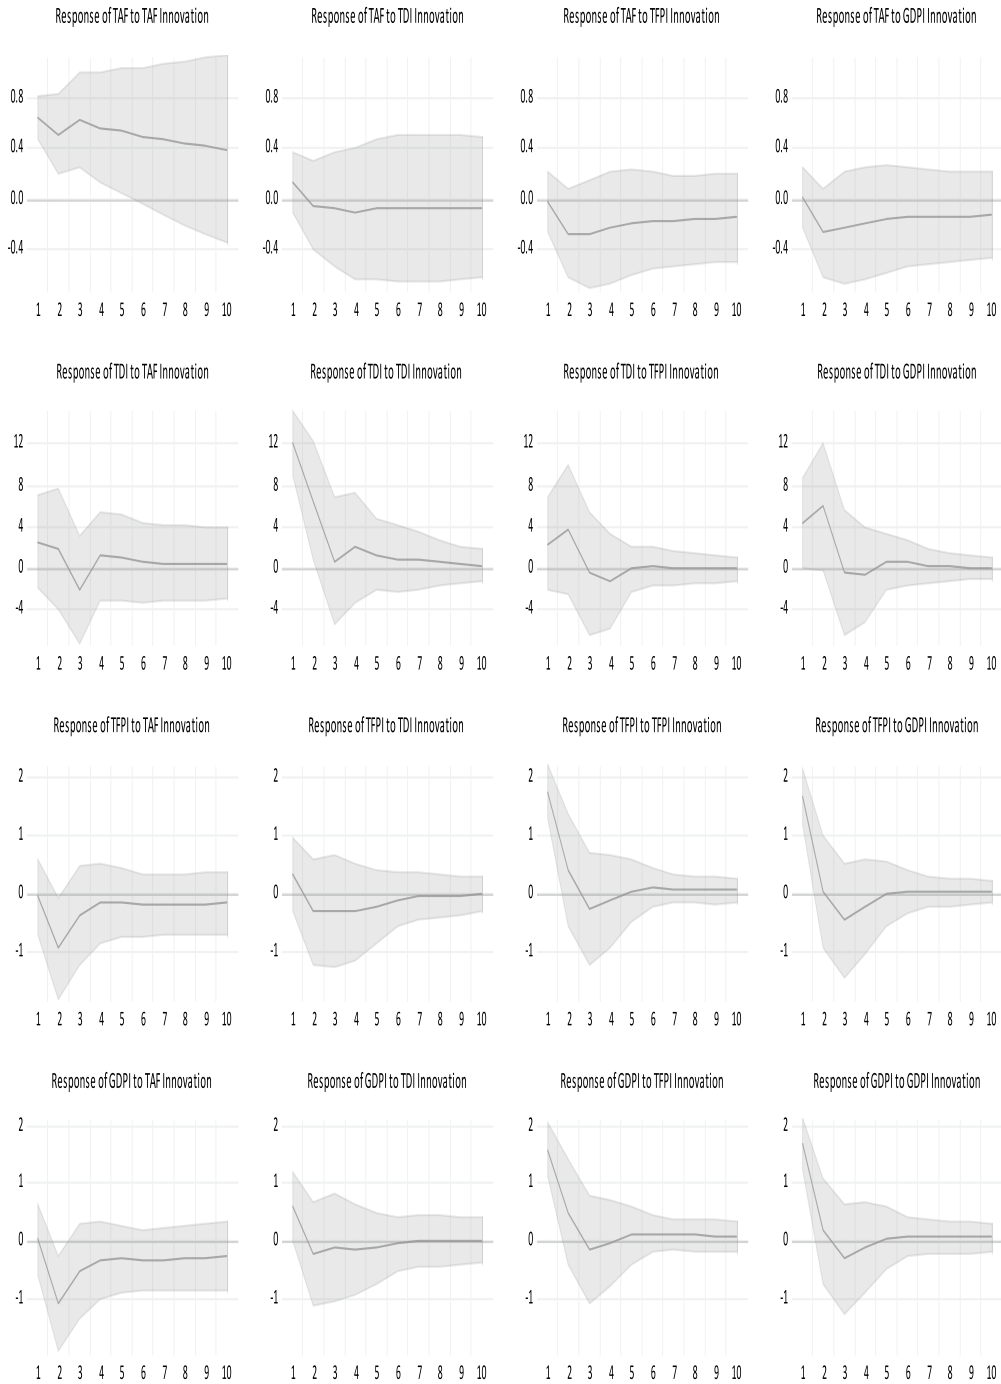 Response of TAF to TAF Innovation
Response of TAF to TDI Innovation
Response of TAF to TFPI Innovation
Response of TAF to GDPI Innovation
0.8
0.4
0.0
-0.4
1 2 3 4 5 6 7 8 9 10
0.8
0.4
0.0
-0.4
1 2 3 4 5 6 7 8 9 10
0.8
0.4
0.0
-0.4
1 2 3 4 5 6 7 8 9 10
0.8
0.4
0.0
-0.4
1 2 3 4 5 6 7 8 9 10
Response of TDI to TAF Innovation
Response of TDI to TDI Innovation
Response of TDI to TFPI Innovation
Response of TDI to GDPI Innovation
12
8
4
0
-4
1 2 3 4 5 6 7 8 9 10
12
8
4
0
-4
1 2 3 4 5 6 7 8 9 10
12
8
4
0
-4
1 2 3 4 5 6 7 8 9 10
12
8
4
0
-4
1 2 3 4 5 6 7 8 9 10
Response of TFPI to TAF Innovation
Response of TFPI to TDI Innovation
Response of TFPI to TFPI Innovation
Response of TFPI to GDPI Innovation
2
1
0
-1
1 2 3 4 5 6 7 8 9 10
2
1
0
-1
1 2 3 4 5 6 7 8 9 10
2
1
0
-1
1 2 3 4 5 6 7 8 9 10
2
1
0
-1
1 2 3 4 5 6 7 8 9 10
Response of GDPI to TAF Innovation
Response of GDPI to TDI Innovation
Response of GDPI to TFPI Innovation
Response of GDPI to GDPI Innovation
2
1
0
-1
1 2 3 4 5 6 7 8 9 10
2
1
0
-1
1 2 3 4 5 6 7 8 9 10
2
1
0
-1
1 2 3 4 5 6 7 8 9 10
2
1
0
-1
1 2 3 4 5 6 7 8 9 10